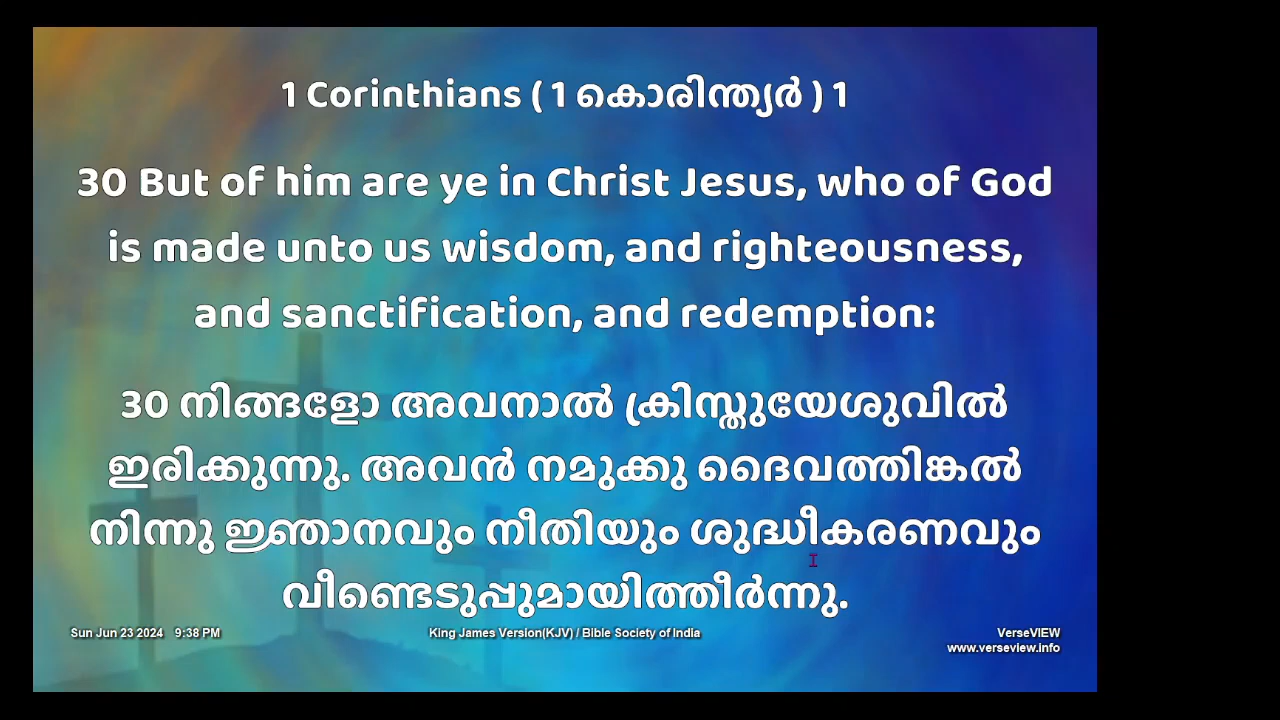 1 Corinthians ( 1 കൊരിന്ത്യർ ) 1
30 But of him are ye in Christ Jesus, who of God
is made unto us wisdom, and righteousness,
and sanctification, and redemption:
30 നിങ്ങളോ അവനാൽ ക്രിസ്തുയേശുവിൽ
ഇരിക്കുന്നു. അവൻ നമുക്കു ദൈവത്തിങ്കൽ
നിന്നു ജ്ഞാനവും നീതിയും ശുദ്ധീകരണവും
വീണ്ടെടുപ്പുമായിത്തീർന്നു.
Sun Jun 23 2024 9:38 PM
King James Version(KJV) / Bible Society of India
VerseVIEW
www.verseview.info